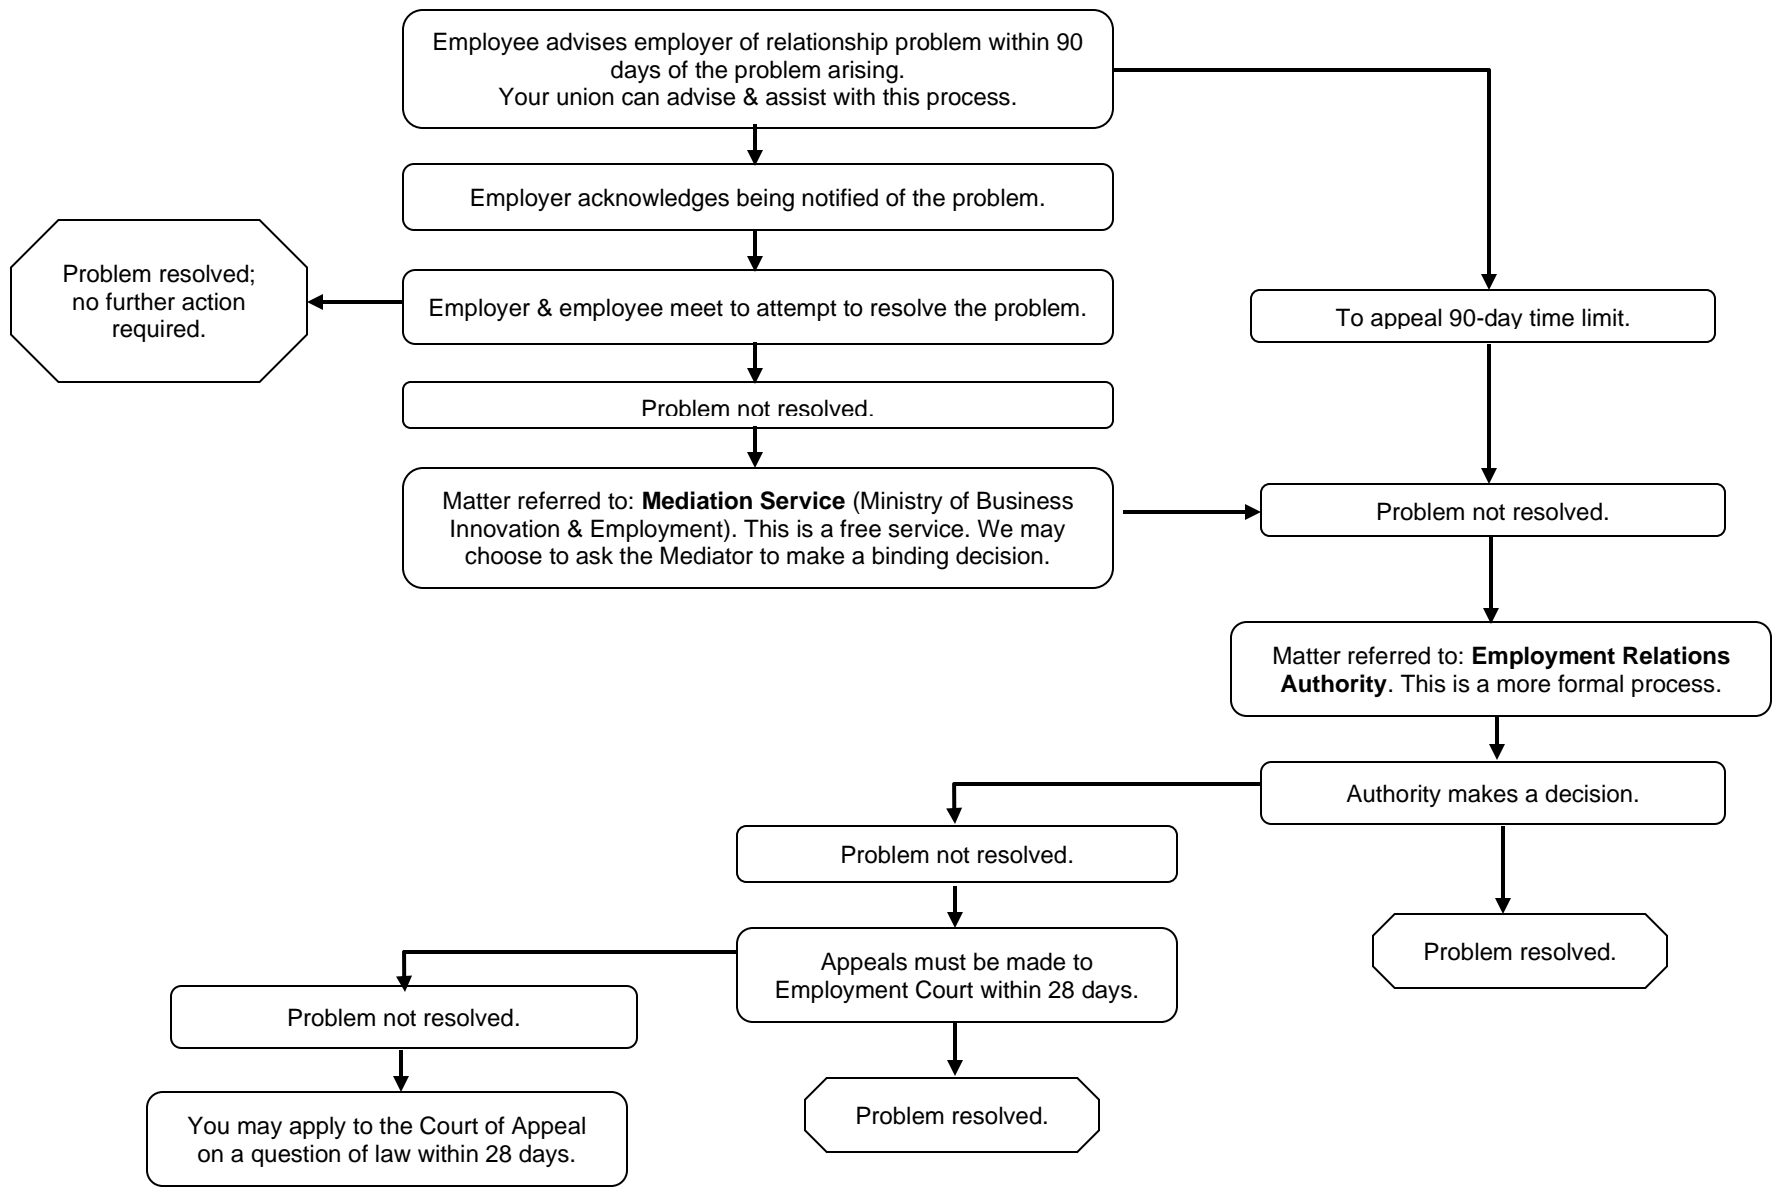 Employee advises employer of relationship problem within 90
days of the problem arising.
Your union can advise & assist with this process.
Employer acknowledges being notified of the problem.
Problem resolved;
no further action
required.
Employer & employee meet to attempt to resolve the problem.
To appeal 90-day time limit.
Problem not resolved.
Matter referred to: Mediation Service (Ministry of Business
Innovation & Employment). This is a free service. We may
choose to ask the Mediator to make a binding decision.
Problem not resolved.
Matter referred to: Employment Relations
Authority. This is a more formal process.
Authority makes a decision.
Problem not resolved.
Problem resolved.
Appeals must be made to
Employment Court within 28 days.
Problem not resolved.
Problem resolved.
You may apply to the Court of Appeal
on a question of law within 28 days.